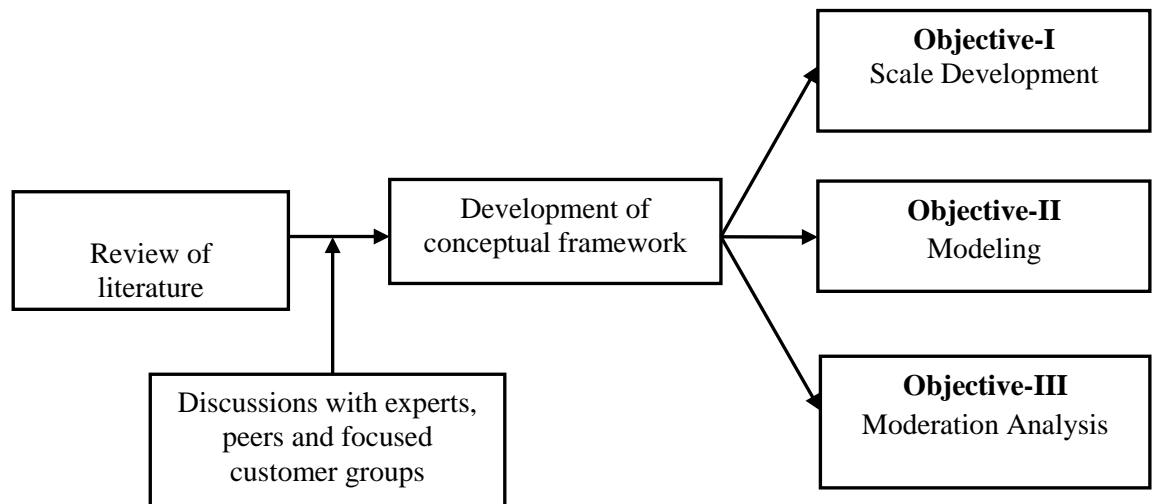 Objective-I
Scale Development
Review of
literature
Development of
conceptual framework
Objective-II
Modeling
Discussions with experts,
peers and focused
customer groups
Objective-III
Moderation Analysis